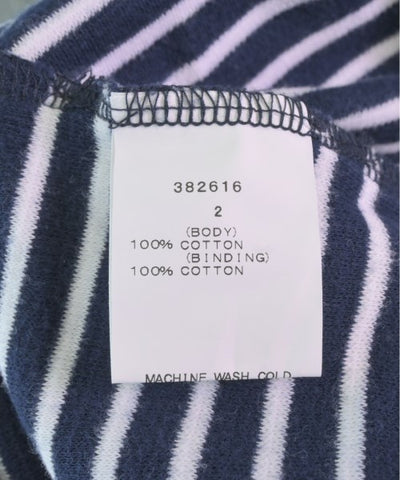 382616
2
(BODY)
100% COTTON
(BINDING)
100% COTTON
MACHINE WASH COLD